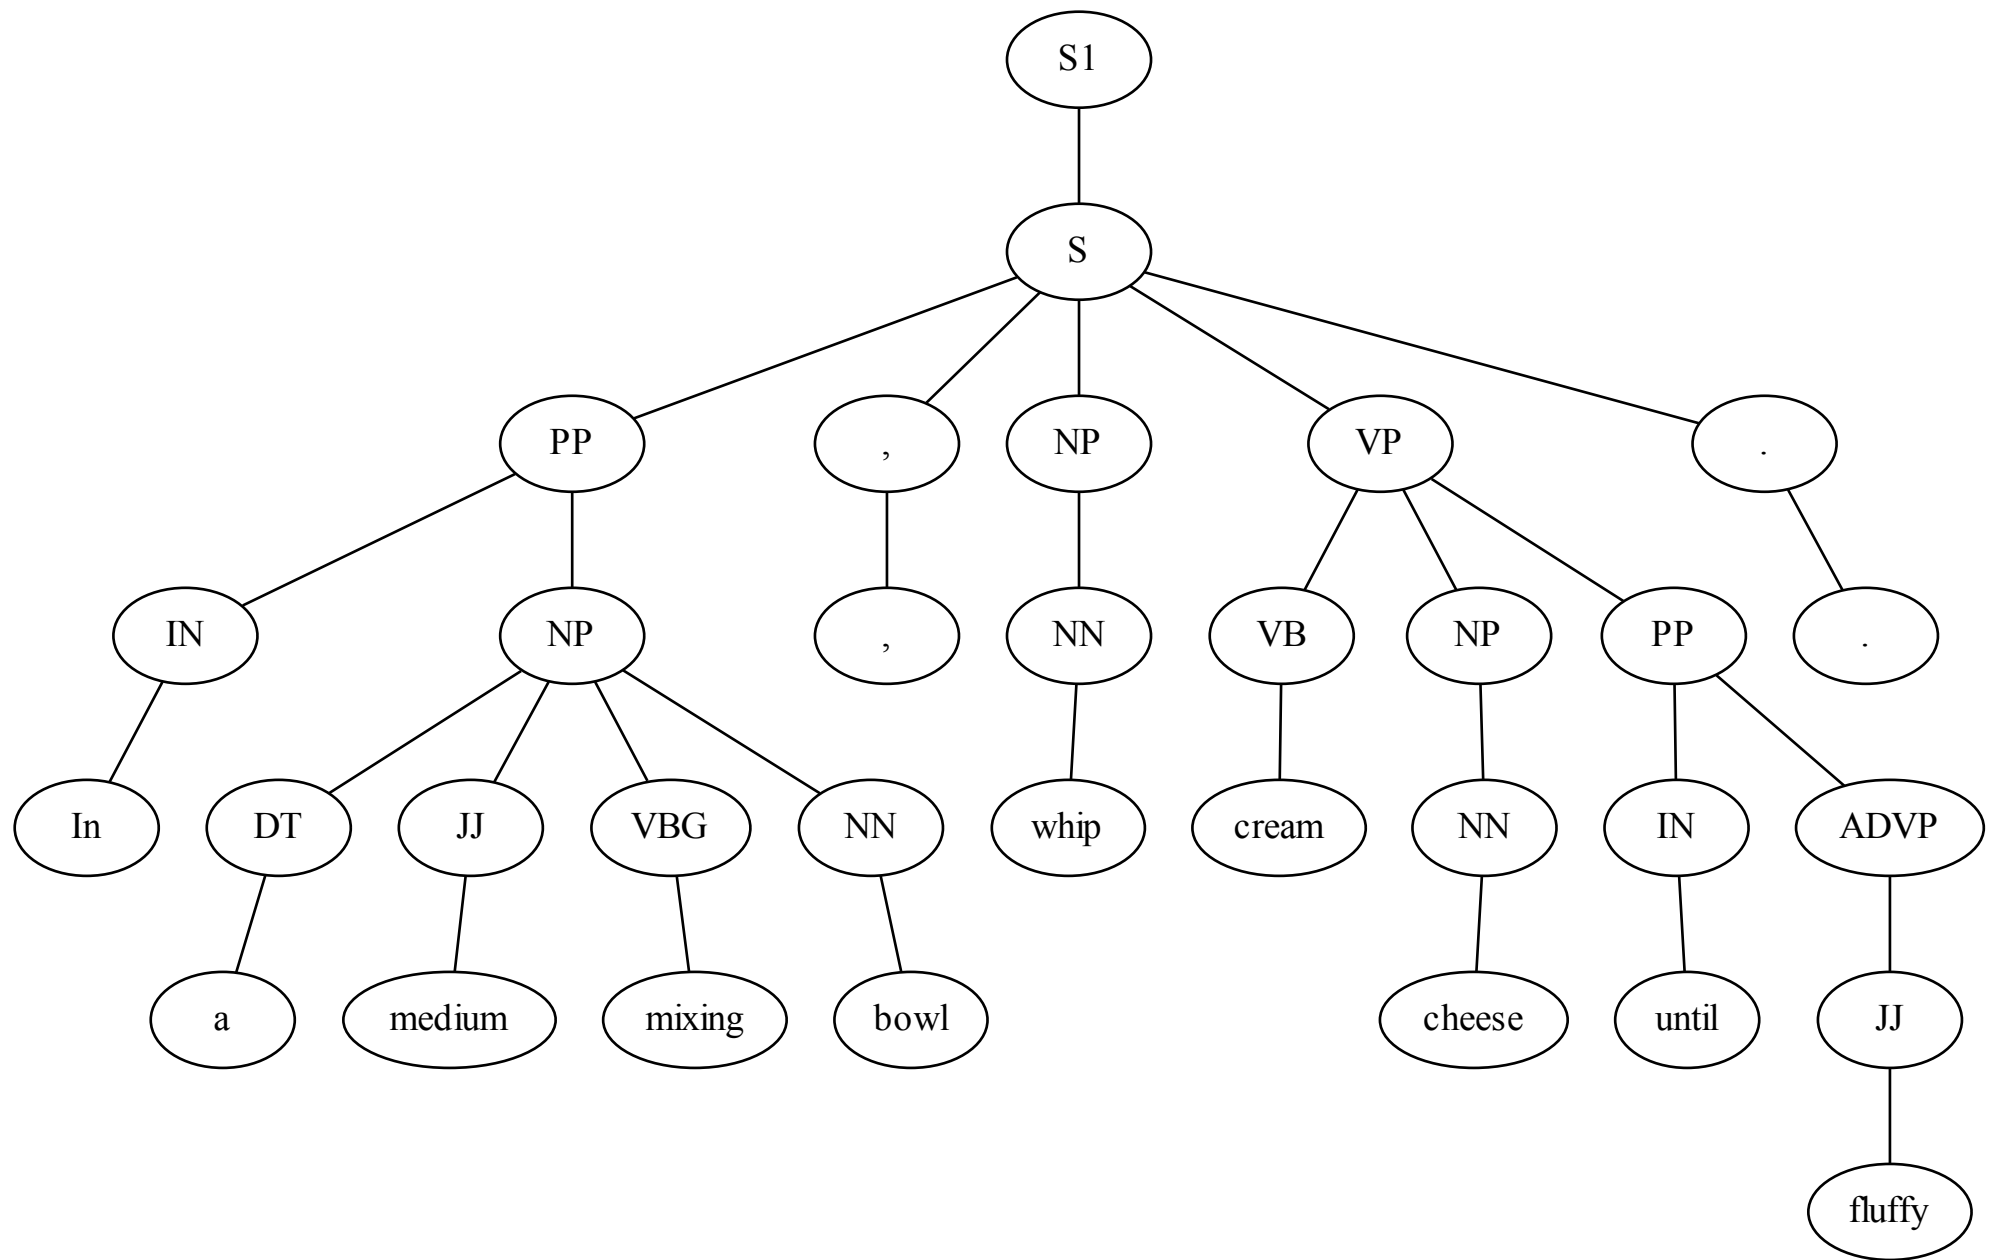 S1
S
PP , NP VP .
IN NP , NN VB NP PP .
In DT JJ VBG NN whip cream NN IN ADVP
a medium mixing bowl cheese until JJ
fluffy